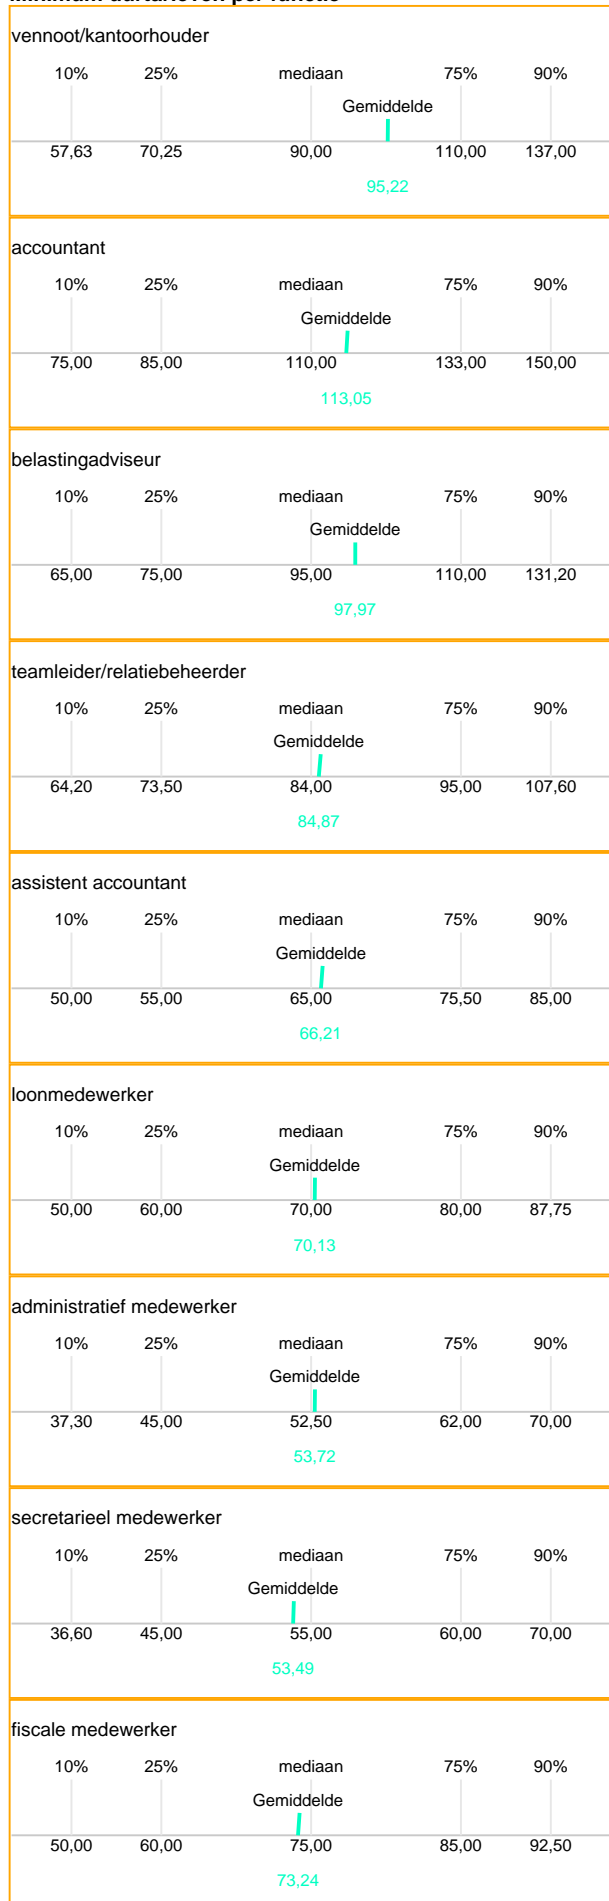 vennoot/kantoorhouder
10% 25% mediaan 75% 90%
Gemiddelde
57,63 70,25 90,00 110,00 137,00
95,22
accountant
10% 25% mediaan 75% 90%
Gemiddelde
75,00 85,00 110,00 133,00 150,00
113,05
belastingadviseur
10% 25% mediaan 75% 90%
Gemiddelde
65,00 75,00 95,00 110,00 131,20
97,97
teamleider/relatiebeheerder
10% 25% mediaan 75% 90%
Gemiddelde
64,20 73,50 84,00 95,00 107,60
84,87
assistent accountant
10% 25% mediaan 75% 90%
Gemiddelde
50,00 55,00 65,00 75,50 85,00
66,21
loonmedewerker
10% 25% mediaan 75% 90%
Gemiddelde
50,00 60,00 70,00 80,00 87,75
70,13
administratief medewerker
10% 25% mediaan 75% 90%
Gemiddelde
37,30 45,00 52,50 62,00 70,00
53,72
secretarieel medewerker
10% 25% mediaan 75% 90%
Gemiddelde
36,60 45,00 55,00 60,00 70,00
53,49
fiscale medewerker
10% 25% mediaan 75% 90%
Gemiddelde
50,00 60,00 75,00 85,00 92,50
73,24